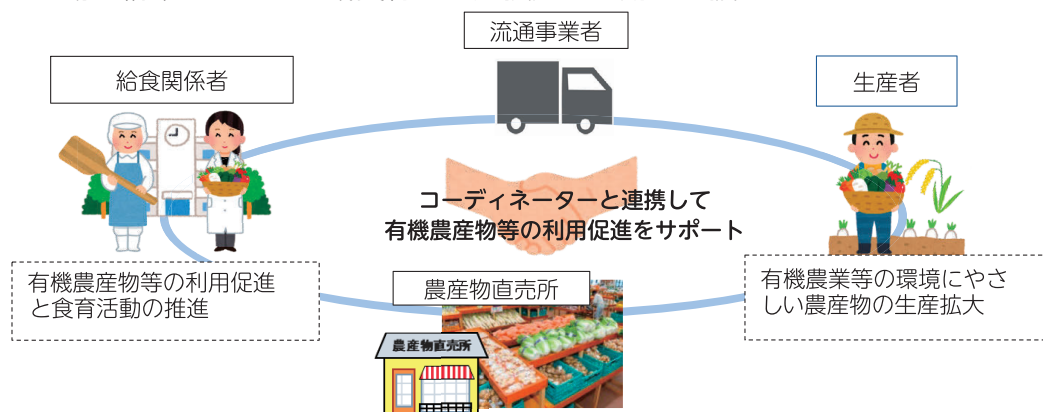 流通事業者
給食関係者
生産者
コーディネーターと連携して
有機農産物等の利用促進をサポート
有機農産物等の利用促進
と食育活動の推進
有機農業等の環境にやさ
しい農産物の生産拡大
農産物直売所
農産物直売所